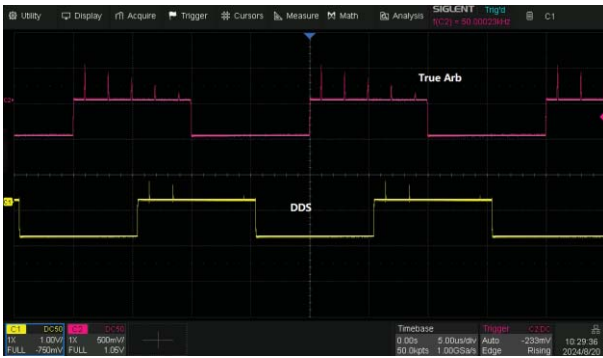 Utility Display Acquire Trigger Cursors Measure Math Analysis SIGLENT Trig'd C1
f(C2) = 50.00023kHz
True Arb
C2
DDS
C1 DC50 C2 DC50 Timebase Trigger C2 DC
1X 1.00V/ 1X 500mV/ 0.00s 5.00us/div Auto -233mV 10:29:36
FULL -750mV FULL 1.05V 50.0kpts 1.00GSa/s Edge Rising 2024/8/20